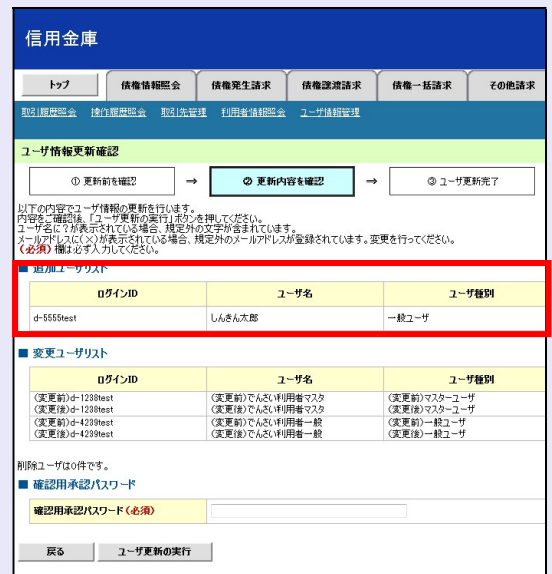 信用金庫
トップ 債権情報照会 債権発生請求 債権譲渡請求 債権一括請求 その他請求
取引履歴照会 操作履歴照会 取引先管理 利用者情報照会 ユーザ情報管理
ユーザ情報更新確認
① 更新前を確認 → ② 更新内容を確認 → ③ ユーザ更新完了
以下の内容でユーザ情報の更新を行います。
内容をご確認後、「ユーザ更新の実行」ボタンを押してください。
ユーザ名に?が表示されている場合、規定外の文字が含まれています。
メールアドレスに(×)が表示されている場合、規定外のメールアドレスが登録されています。変更を行ってください。
(必須)欄は必ず入力してください。
■ 追加ユーザリスト
ログインID ユーザ名 ユーザ種別
d-5555test しんきん太郎 一般ユーザ
■ 変更ユーザリスト
ログインID ユーザ名 ユーザ種別
(変更前)d-1238test (変更前)でんさい利用者マスタ (変更前)マスターユーザ
(変更後)d-1238test (変更後)でんさい利用者マスタ (変更後)マスターユーザ
(変更前)d-4239test (変更前)でんさい利用者一般 (変更前)一般ユーザ
(変更後)d-4239test (変更後)でんさい利用者一般 (変更後)一般ユーザ
削除ユーザは0件です。
■ 確認用承認パスワード
確認用承認パスワード(必須)
戻る ユーザ更新の実行